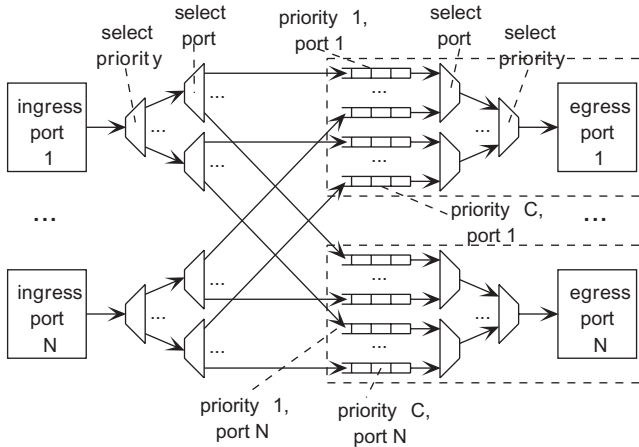 select priority
select port
priority 1,
port 1
select port
select priority
ingress port 1
...
...
...
...
...
...
...
egress port 1
...
priority C,
port 1
...
ingress port N
...
...
...
...
...
...
egress port N
priority 1,
port N
priority C,
port N